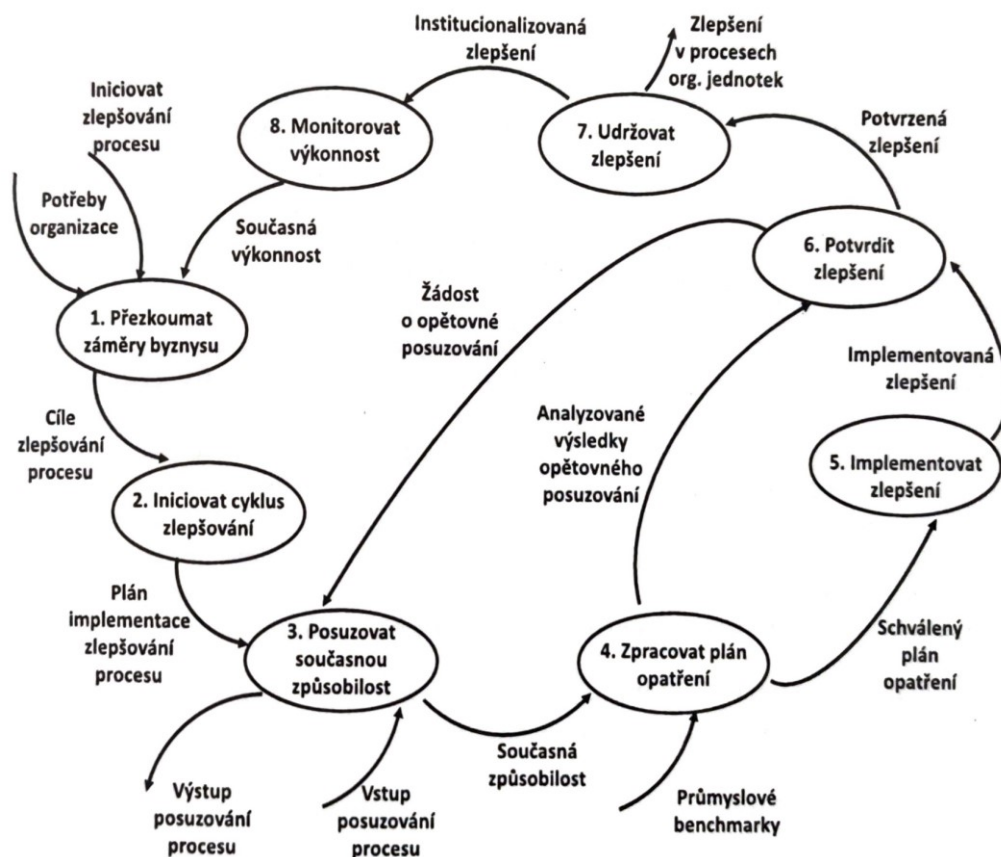 Institucionalizovaná
zlepšení
Zlepšení
v procesech
org. jednotek
Iniciovat
zlepšování
procesu
8. Monitorovat
výkonnost
7. Udržovat
zlepšení
Potvrzená
zlepšení
Potřeby
organizace
Současná
výkonnost
6. Potvrdit
zlepšení
1. Přezkoumat
záměry byznysu
Žádost
o opětovné
posuzování
Implementovaná
zlepšení
Cíle
zlepšování
procesu
Analyzované
výsledky
opětovného
posuzování
5. Implementovat
zlepšení
2. Iniciovat cyklus
zlepšování
Plán
implementace
zlepšování
procesu
3. Posuzovat
současnou
způsobilost
4. Zpracovat plán
opatření
Schválený
plán
opatření
Současná
způsobilost
Výstup
posuzování
procesu
Vstup
posuzování
procesu
Průmyslové
benchmarky